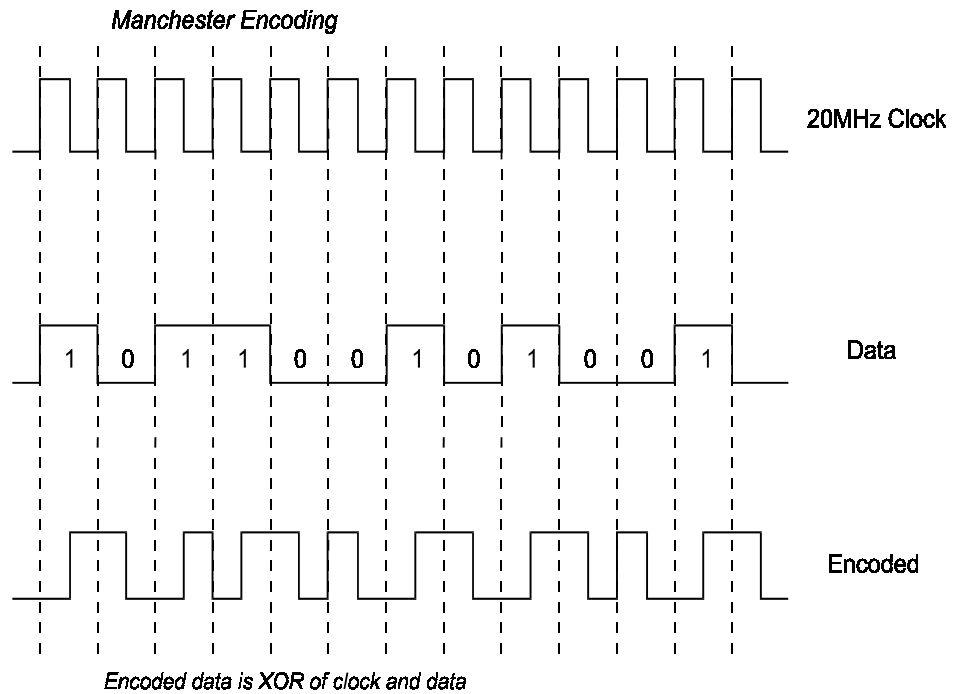 Manchester Encoding
20MHz Clock
1 0 1 1 0 0 1 0 1 0 0 1
Data
Encoded
Encoded data is XOR of clock and data